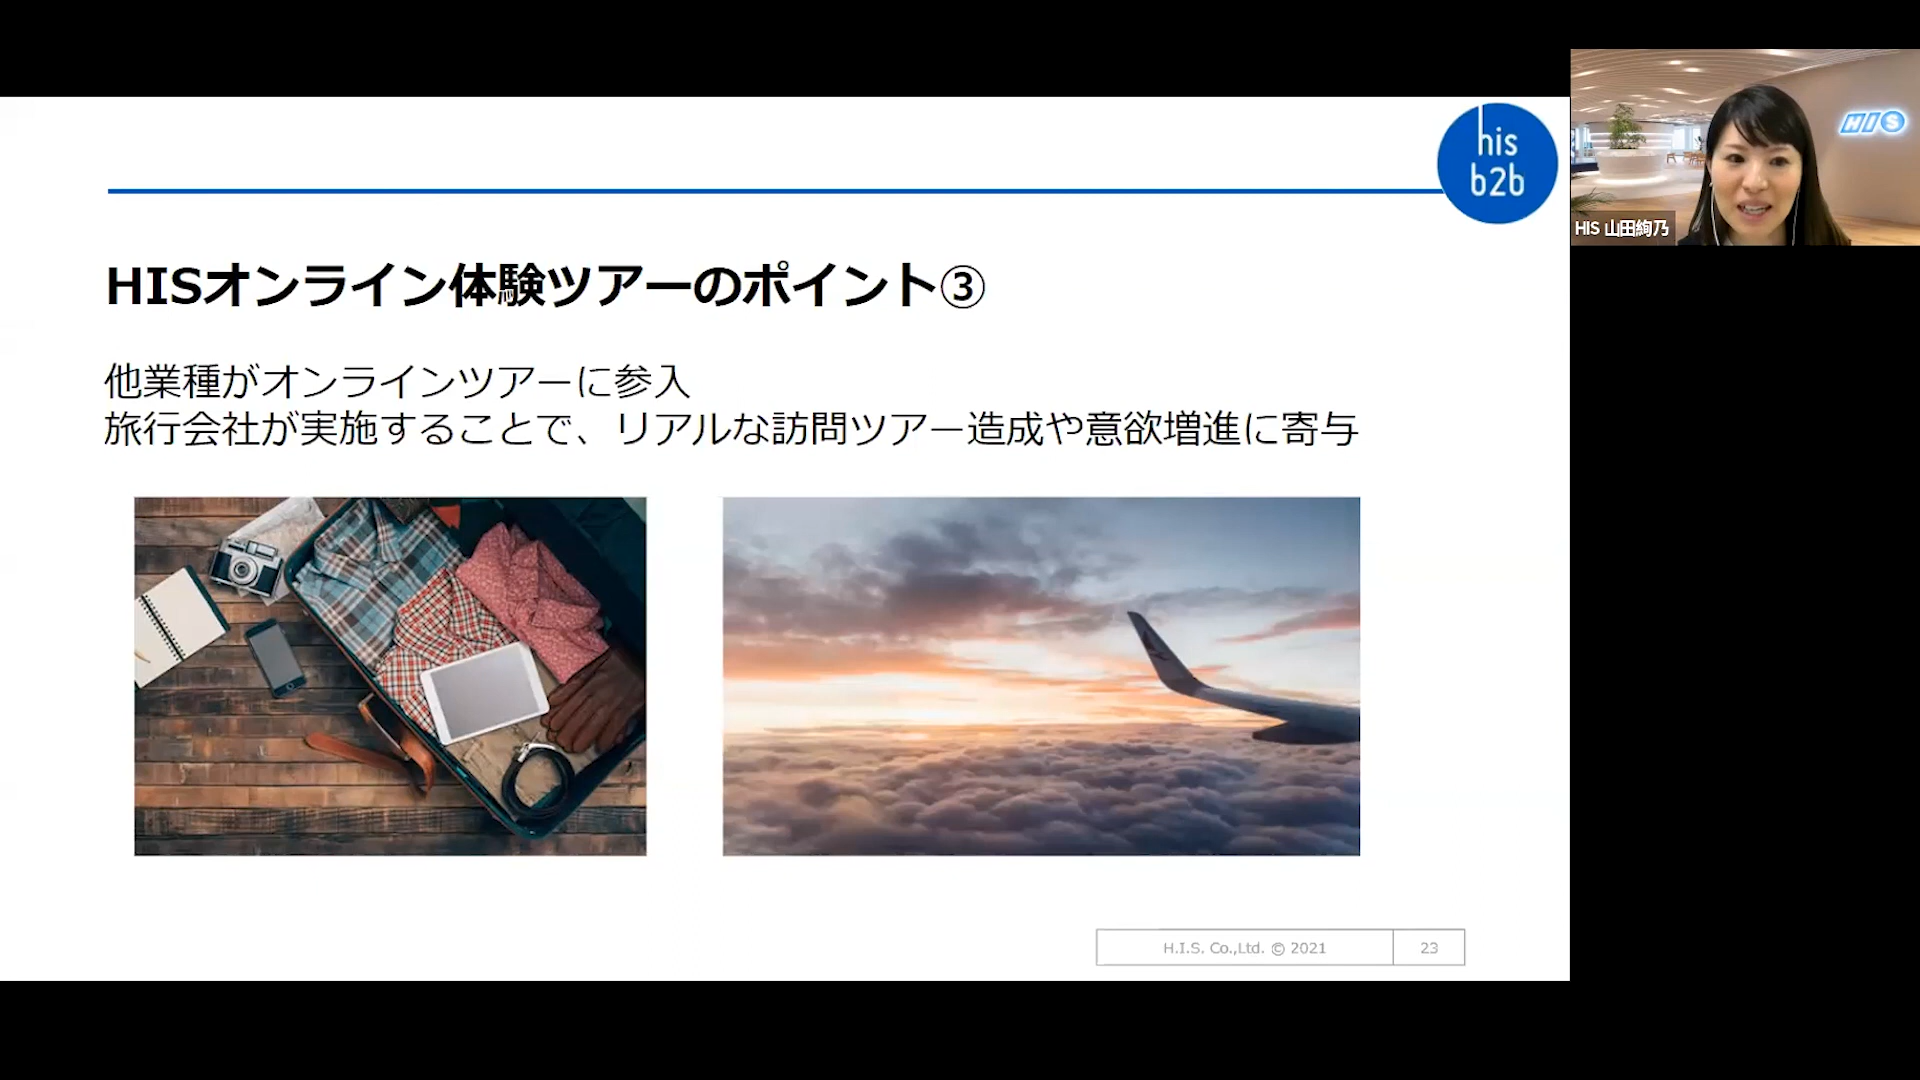 his
b2b
HIS
HIS 山田絢乃
HISオンライン体験ツアーのポイント③
他業種がオンラインツアーに参入
旅行会社が実施することで、リアルな訪問ツアー造成や意欲増進に寄与
H.I.S. Co.,Ltd. © 2021
23